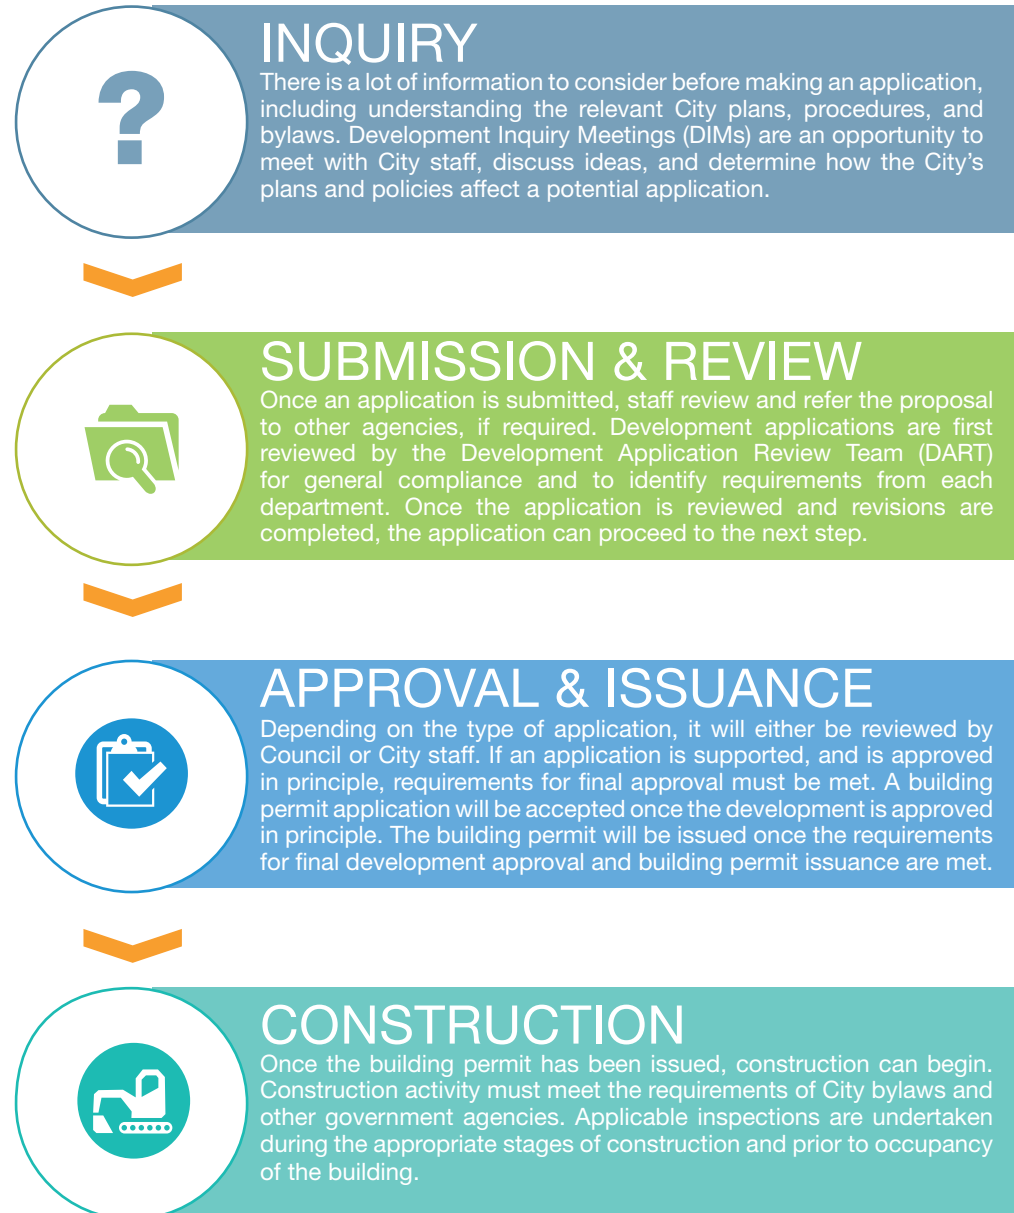 ?
INQUIRY
There is a lot of information to consider before making an application,
including understanding the relevant City plans, procedures, and
bylaws. Development Inquiry Meetings (DIMs) are an opportunity to
meet with City staff, discuss ideas, and determine how the City’s
plans and policies affect a potential application.
SUBMISSION & REVIEW
Once an application is submitted, staff review and refer the proposal
to other agencies, if required. Development applications are first
reviewed by the Development Application Review Team (DART)
for general compliance and to identify requirements from each
department. Once the application is reviewed and revisions are
completed, the application can proceed to the next step.
APPROVAL & ISSUANCE
Depending on the type of application, it will either be reviewed by
Council or City staff. If an application is supported, and is approved
in principle, requirements for final approval must be met. A building
permit application will be accepted once the development is approved
in principle. The building permit will be issued once the requirements
for final development approval and building permit issuance are met.
CONSTRUCTION
Once the building permit has been issued, construction can begin.
Construction activity must meet the requirements of City bylaws and
other government agencies. Applicable inspections are undertaken
during the appropriate stages of construction and prior to occupancy
of the building.